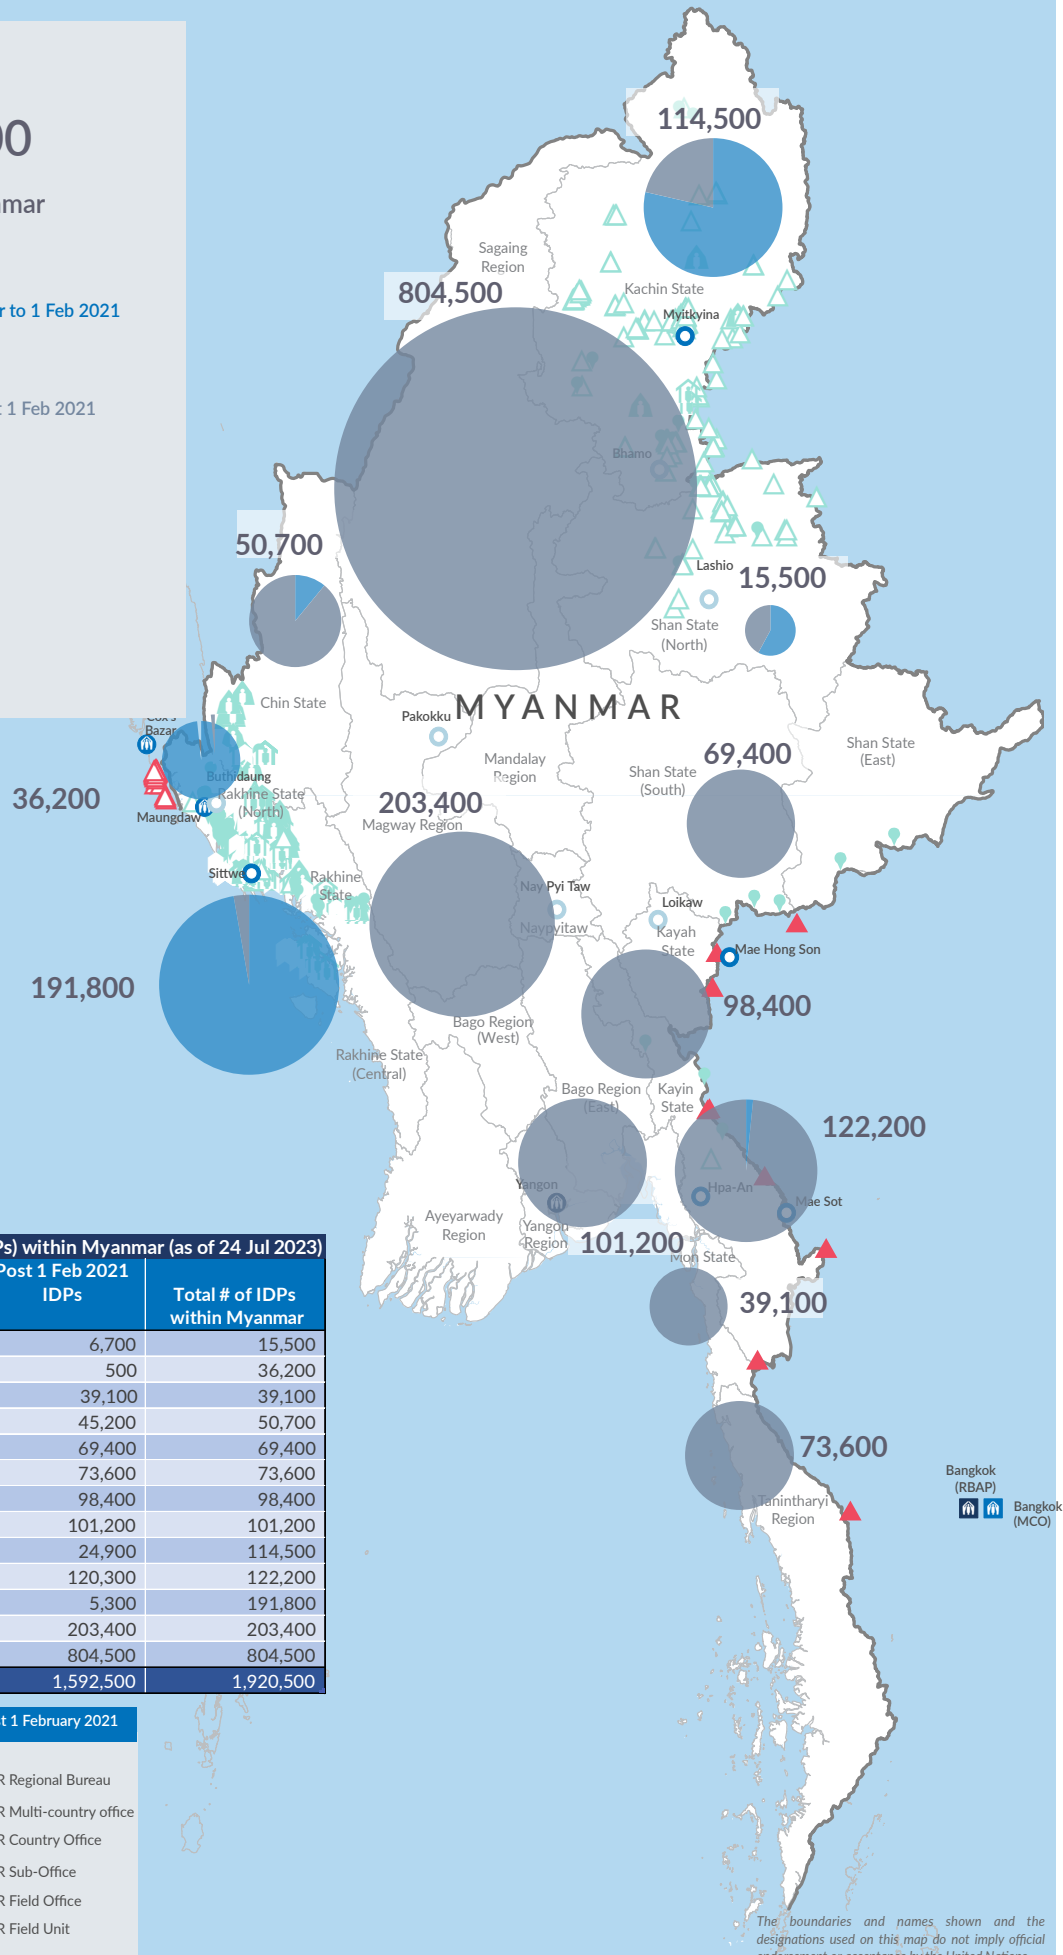 00
mar
r to 1 Feb 2021
t 1 Feb 2021
114,500
Sagaing
Region
804,500
Kachin State
Myitkyina
Bhamo
50,700
Lashio
15,500
Shan State
(North)
Chin State
MYANMAR
Pakokku
Cox's
Bazar
Mandalay
Region
69,400
Shan State
(East)
Shan State
(South)
Buthidaung
Rakhine State
(North)
36,200
Maungdaw
203,400
Magway Region
Sittwe
Rakhine
State
Nay Pyi Taw
Naypyitaw
Loikaw
Kayah
State
Mae Hong Son
191,800
98,400
Bago Region
(West)
Rakhine State
(Central)
Bago Region
(East)
Kayin
State
122,200
Yangon
Hpa-An
Mae Sot
Ayeyarwady
Region
Yangon
Region
101,200
Mon State
39,100
Ps) within Myanmar (as of 24 Jul 2023)
Post 1 Feb 2021
IDPs
Total # of IDPs
within Myanmar
6,700 15,500
500 36,200
39,100 39,100
45,200 50,700
69,400 69,400
73,600 73,600
98,400 98,400
101,200 101,200
24,900 114,500
120,300 122,200
5,300 191,800
203,400 203,400
804,500 804,500
1,592,500 1,920,500
73,600
Tanintharyi
Region
Bangkok
(RBAP)
Bangkok
(MCO)
st 1 February 2021
R Regional Bureau
R Multi-country office
R Country Office
R Sub-Office
R Field Office
R Field Unit
The boundaries and names shown and the
designations used on this map do not imply official
endorsement or acceptance by the United Nations